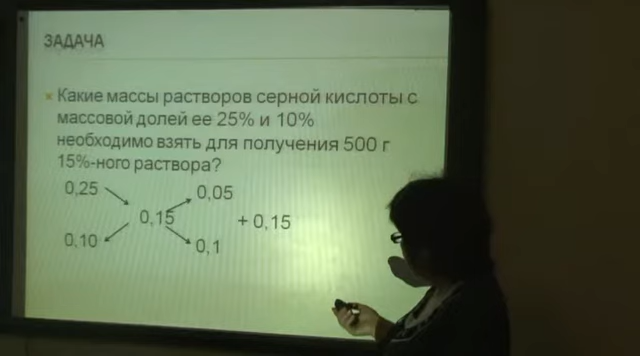 ЗАДАЧА
Какие массы растворов серной кислоты с
массовой долей ее 25% и 10%
необходимо взять для получения 500 г
15%-ного раствора?
0,25 0,05
0,15 + 0,15
0,10 0,1